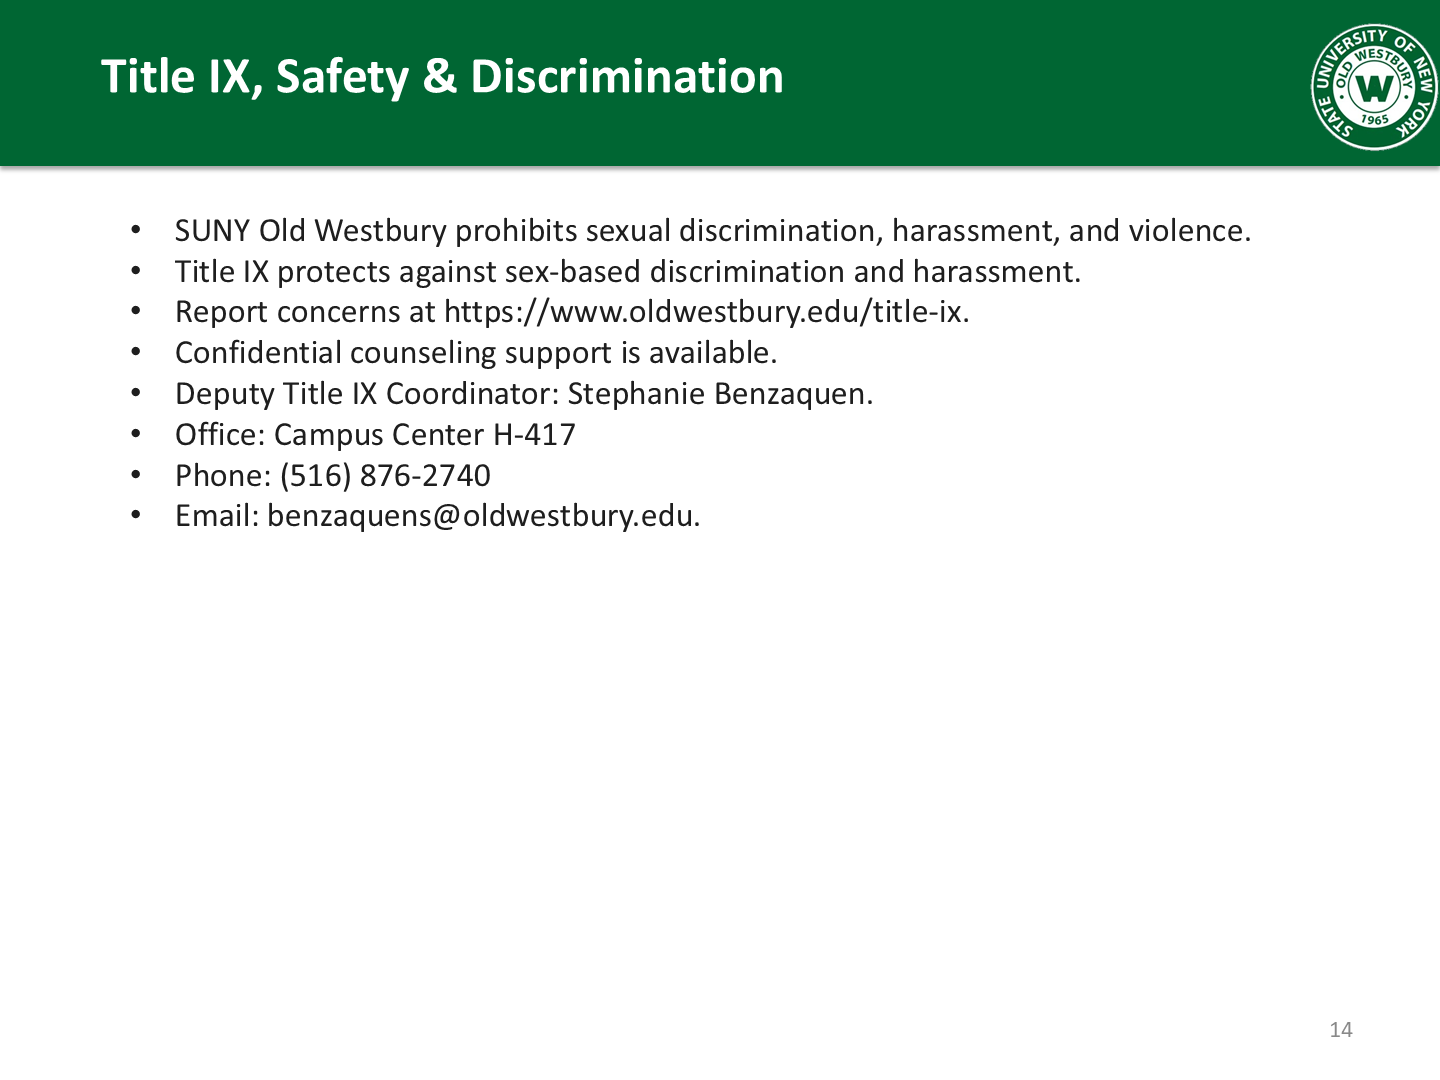 Title IX, Safety & Discrimination
STATE UNIVERSITY OF NEW YORK
OLD WESTBURY
W
1965
• SUNY Old Westbury prohibits sexual discrimination, harassment, and violence.
• Title IX protects against sex-based discrimination and harassment.
• Report concerns at https://www.oldwestbury.edu/title-ix.
• Confidential counseling support is available.
• Deputy Title IX Coordinator: Stephanie Benzaquen.
• Office: Campus Center H-417
• Phone: (516) 876-2740
• Email: benzaquens@oldwestbury.edu.
14